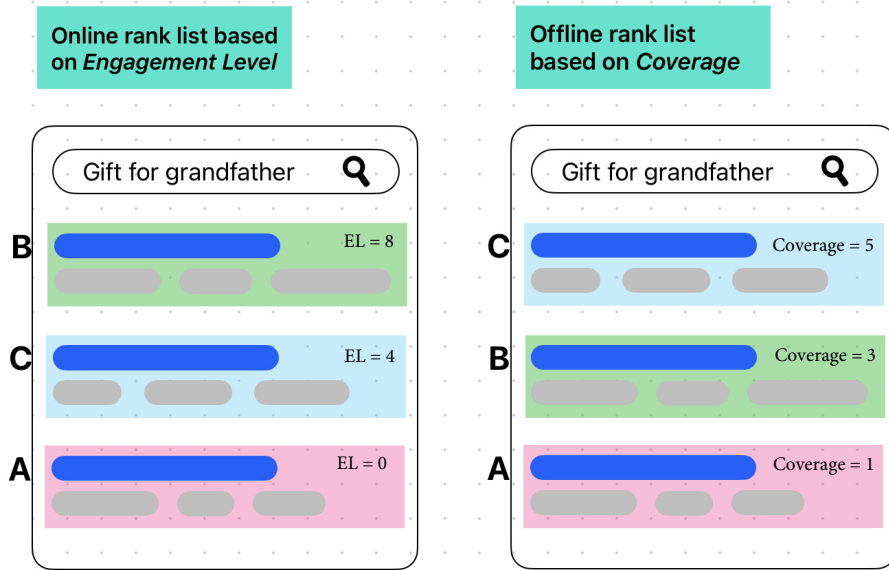 Online rank list based
on Engagement Level
Gift for grandfather
B
EL = 8
C
EL = 4
A
EL = 0
Offline rank list
based on Coverage
Gift for grandfather
C
Coverage = 5
B
Coverage = 3
A
Coverage = 1